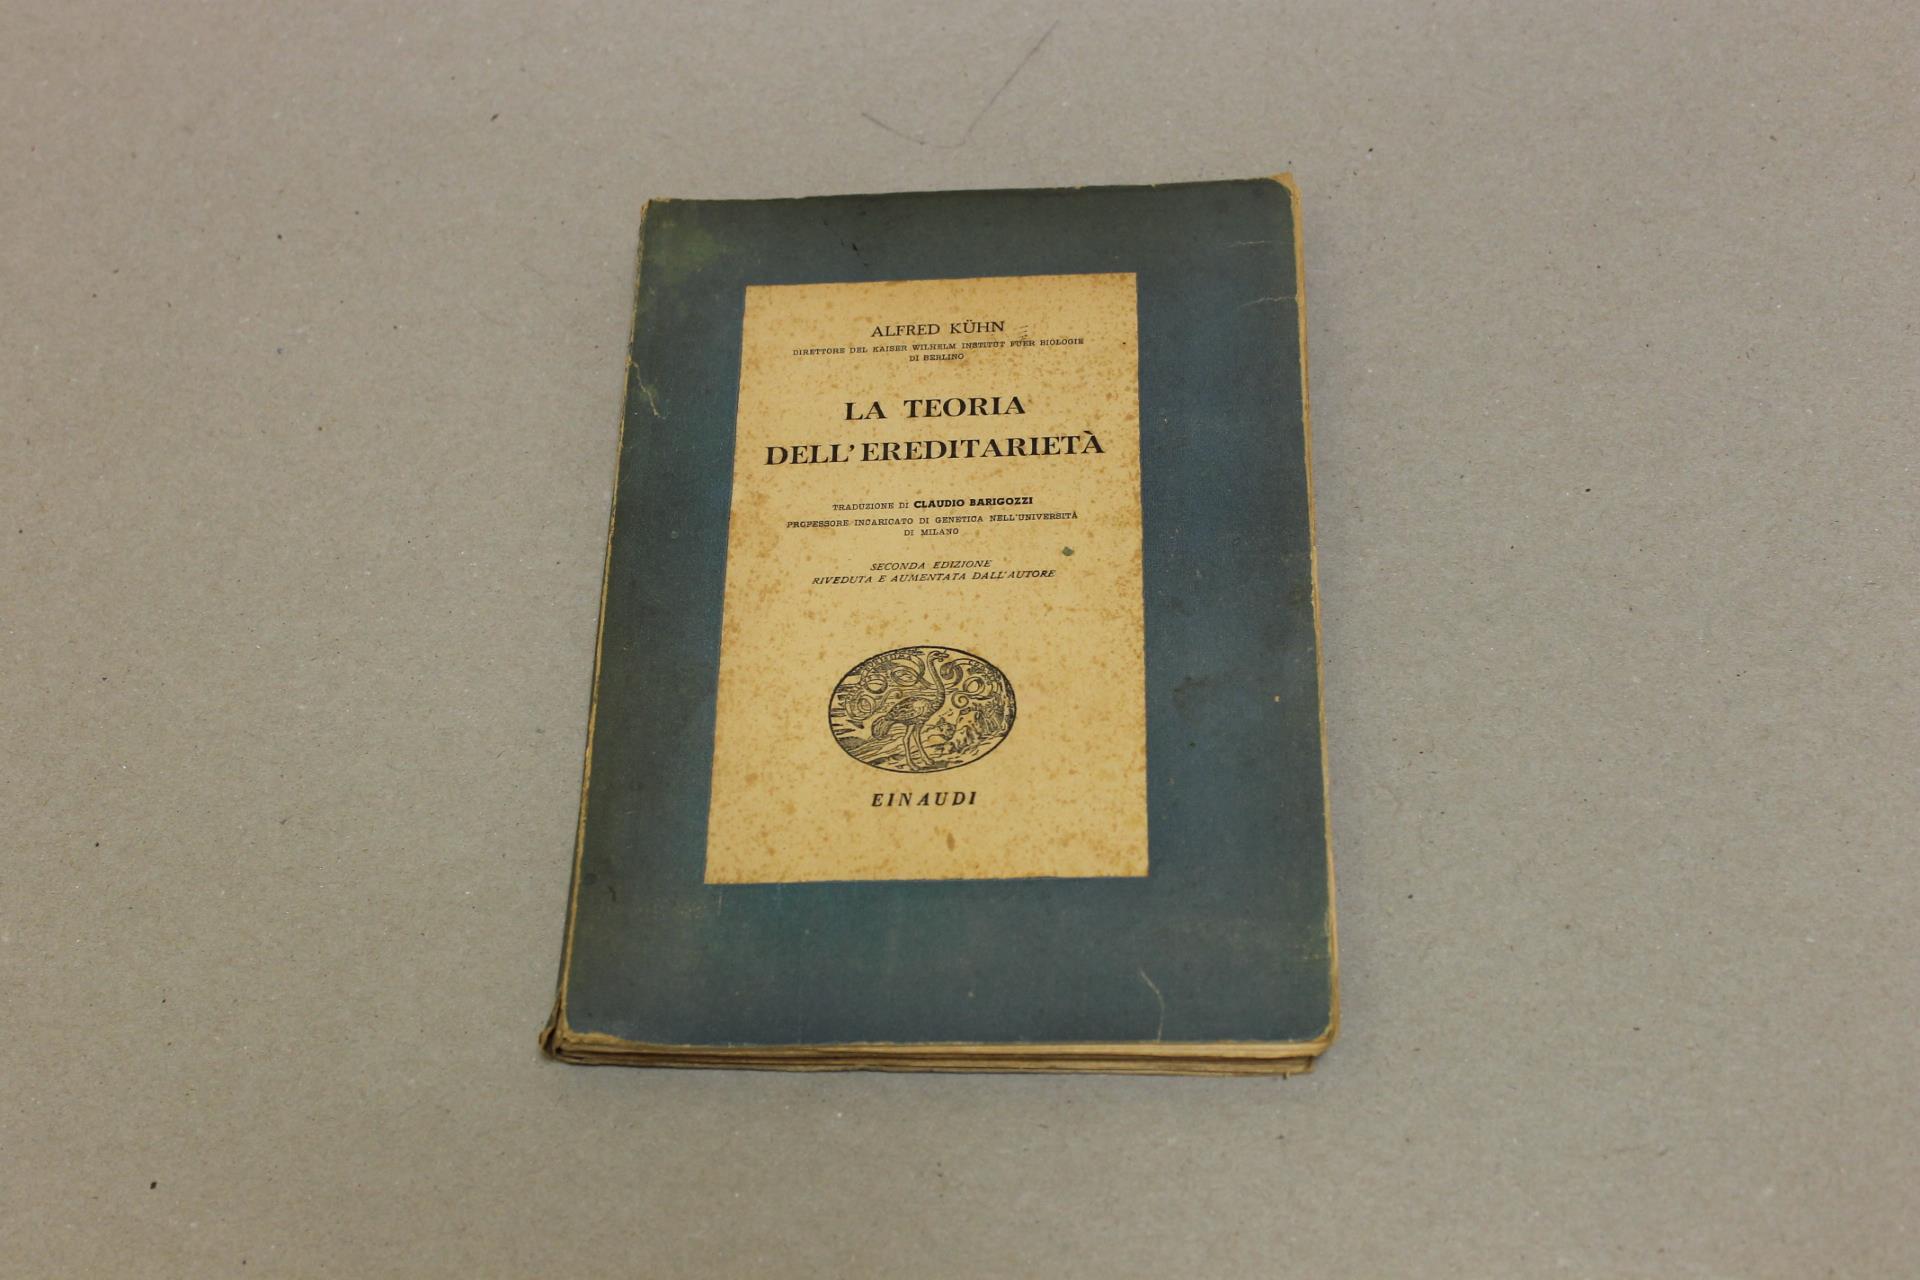 ALFRED KÜHN
DIRETTORE DEL KAISER WILHELM INSTITUT FUER BIOLOGIE
DI BERLINO
LA TEORIA
DELL'EREDITARIETÀ
TRADUZIONE DI CLAUDIO BARIGOZZI
PROFESSORE INCARICATO DI GENETICA NELL'UNIVERSITÀ
DI MILANO
SECONDA EDIZIONE
RIVEDUTA E AUMENTATA DALL'AUTORE
EINAUDI